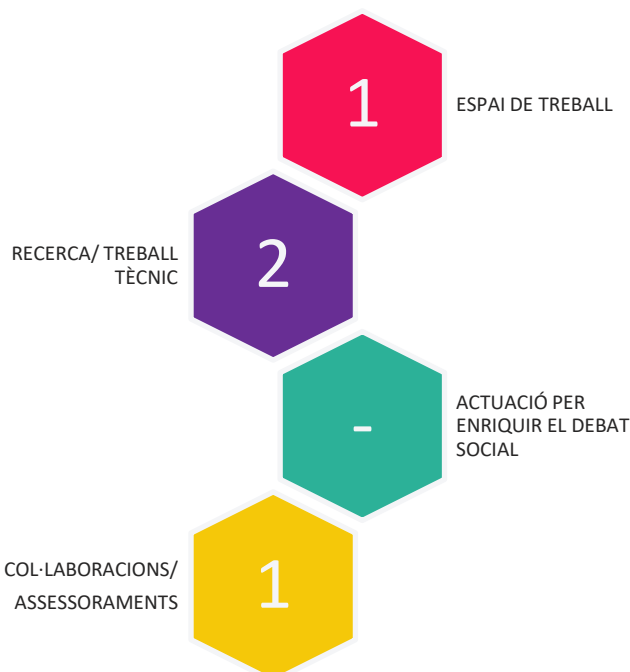 1
ESPAI DE TREBALL
RECERCA/ TREBALL
TÈCNIC
2
-
ACTUACIÓ PER
ENRIQUIR EL DEBAT
SOCIAL
COL·LABORACIONS/
ASSESSORAMENTS
1